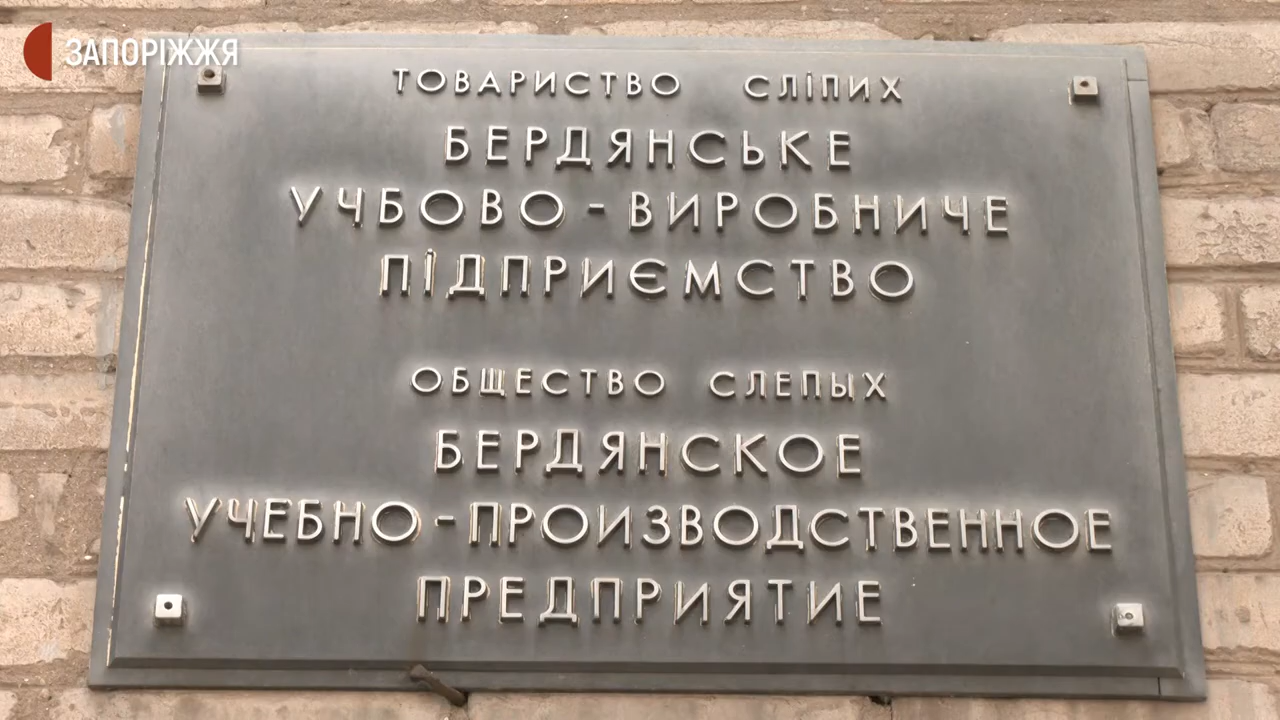 ЗАПОРІЖЖЯ
ТОВАРИСТВО СЛІПИХ
БЕРДЯНСЬКЕ
УЧБОВО-ВИРОБНИЧЕ
ПІДПРИЄМСТВО
ОБЩЕСТВО СЛЕПЫХ
БЕРДЯНСКОЕ
УЧЕБНО-ПРОИЗВОДСТВЕННОЕ
ПРЕДПРИЯТИЕ